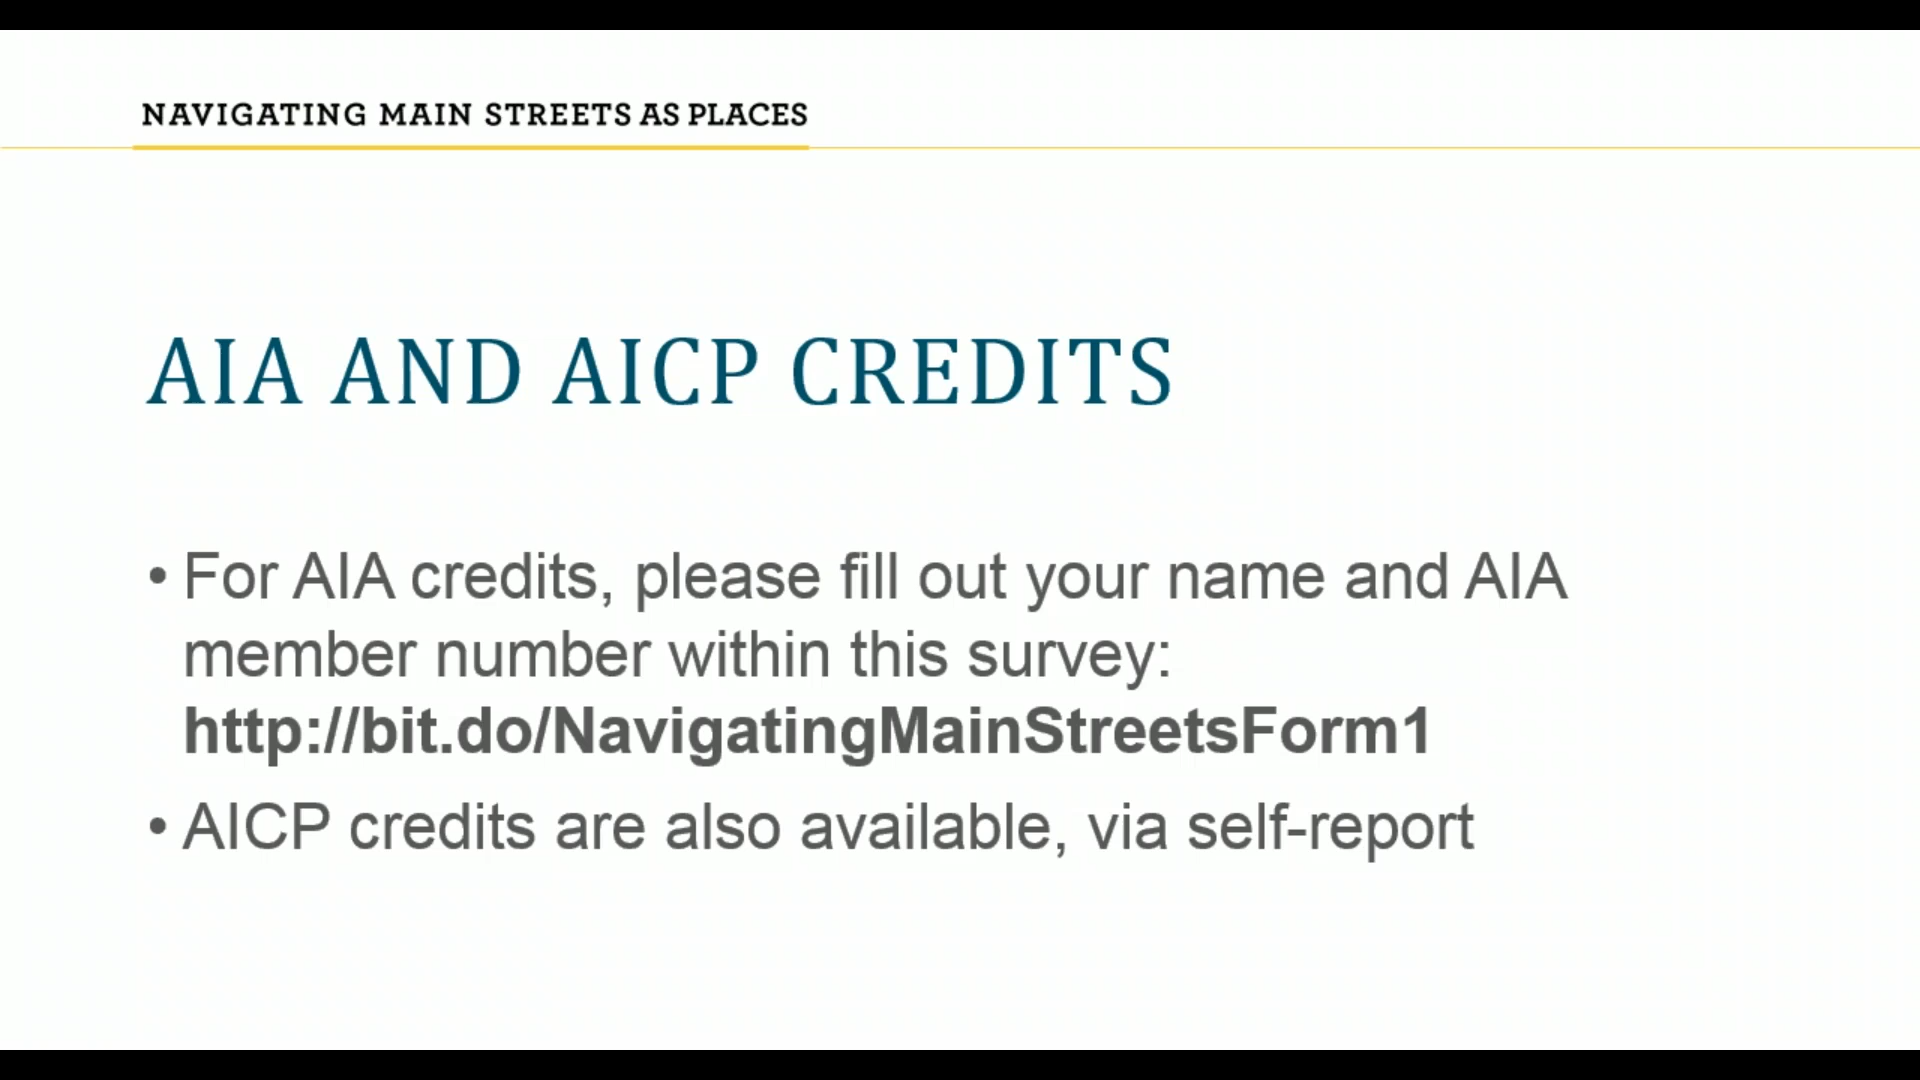 NAVIGATING MAIN STREETS AS PLACES
AIA AND AICP CREDITS
• For AIA credits, please fill out your name and AIA
member number within this survey:
http://bit.do/NavigatingMainStreetsForm1
• AICP credits are also available, via self-report